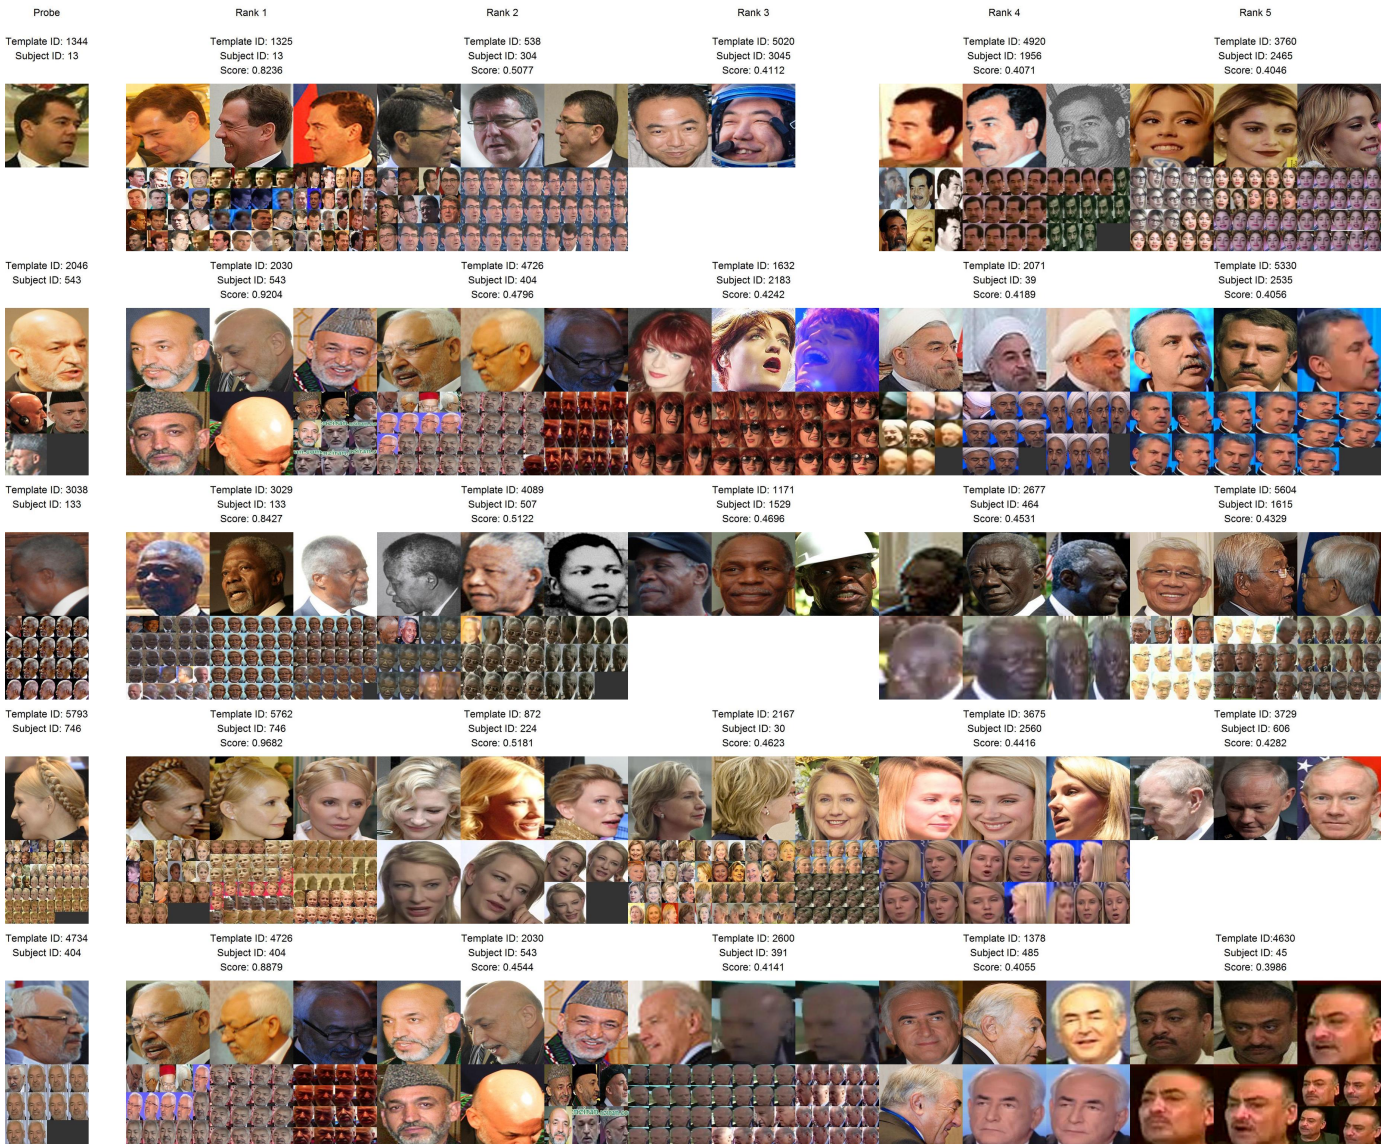 Probe Rank 1 Rank 2 Rank 3 Rank 4 Rank 5
Template ID: 1344 Template ID: 1325 Template ID: 538 Template ID: 5020 Template ID: 4920 Template ID: 3760
Subject ID: 13 Subject ID: 13 Subject ID: 304 Subject ID: 3045 Subject ID: 1956 Subject ID: 2465
Score: 0.8236 Score: 0.5077 Score: 0.4112 Score: 0.4071 Score: 0.4046
Template ID: 2046 Template ID: 2030 Template ID: 4726 Template ID: 1632 Template ID: 2071 Template ID: 5330
Subject ID: 543 Subject ID: 543 Subject ID: 404 Subject ID: 2183 Subject ID: 39 Subject ID: 2535
Score: 0.9204 Score: 0.4796 Score: 0.4242 Score: 0.4189 Score: 0.4056
Template ID: 3038 Template ID: 3029 Template ID: 4089 Template ID: 1171 Template ID: 2677 Template ID: 5604
Subject ID: 133 Subject ID: 133 Subject ID: 507 Subject ID: 1529 Subject ID: 464 Subject ID: 1615
Score: 0.8427 Score: 0.5122 Score: 0.4696 Score: 0.4531 Score: 0.4329
Template ID: 5793 Template ID: 5762 Template ID: 872 Template ID: 2167 Template ID: 3675 Template ID: 3729
Subject ID: 746 Subject ID: 746 Subject ID: 224 Subject ID: 30 Subject ID: 2560 Subject ID: 606
Score: 0.9682 Score: 0.5181 Score: 0.4623 Score: 0.4416 Score: 0.4282
Template ID: 4734 Template ID: 4726 Template ID: 2030 Template ID: 2600 Template ID: 1378 Template ID:4630
Subject ID: 404 Subject ID: 404 Subject ID: 543 Subject ID: 391 Subject ID: 485 Subject ID: 45
Score: 0.8879 Score: 0.4544 Score: 0.4141 Score: 0.4055 Score: 0.3986